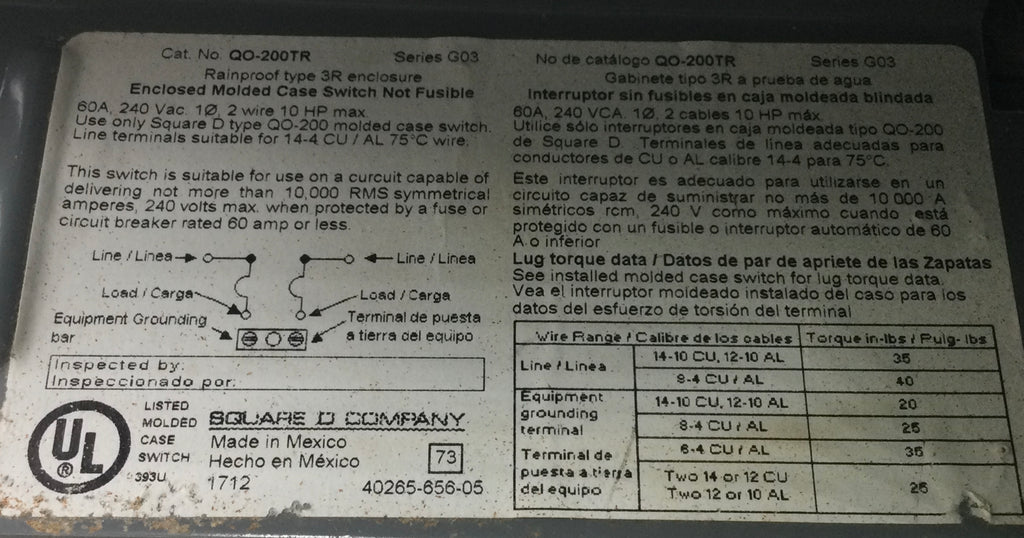 Cat. No. QO-200TR Series G03
Rainproof type 3R enclosure
Enclosed Molded Case Switch Not Fusible
60A, 240 Vac. 1Ø, 2 wire 10 HP max.
Use only Square D type QO-200 molded case switch.
Line terminals suitable for 14-4 CU / AL 75°C wire.
This switch is suitable for use on a curcuit capable of
delivering not more than 10,000 RMS symmetrical
amperes, 240 volts max. when protected by a fuse or
circuit breaker rated 60 amp or less.
Line / Linea Line / Linea
Load / Carga Load / Carga
Equipment Grounding
bar
Terminal de puesta
a tierra del equipo
Inspected by:
Inspeccionado por:
UL
®
LISTED
MOLDED
CASE
SWITCH
393U
SQUARE D COMPANY
Made in Mexico
Hecho en México
1712
73
40265-656-05
No de catálogo QO-200TR Series G03
Gabinete tipo 3R a prueba de agua
Interruptor sin fusibles en caja moldeada blindada
60A, 240 VCA. 1Ø, 2 cables 10 HP máx.
Utilice sólo interruptores en caja moldeada tipo QO-200
de Square D. Terminales de línea adecuadas para
conductores de CU o AL calibre 14-4 para 75°C.
Este interruptor es adecuado para utilizarse en un
circuito capaz de suministrar no más de 10 000 A
simétricos rcm, 240 V como máximo cuando está
protegido con un fusible o interruptor automático de 60
A o inferior
Lug torque data / Datos de par de apriete de las Zapatas
See installed molded case switch for lug torque data.
Vea el interruptor moldeado instalado del caso para los
datos del esfuerzo de torsión del terminal
Wire Range / Calibre de los cables Torque in-lbs / Pulg-lbs
Line / Linea
14-10 CU, 12-10 AL 35
8-4 CU / AL 40
Equipment
grounding
terminal
14-10 CU, 12-10 AL 20
8-4 CU / AL 25
Terminal de
puesta a tierra
del equipo
6-4 CU / AL 35
Two 14 or 12 CU
Two 12 or 10 AL
25